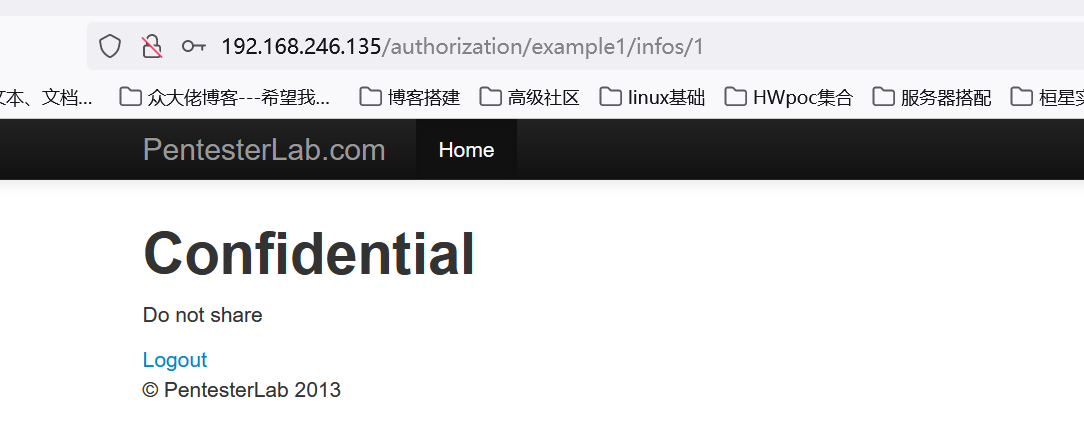 192.168.246.135/authorization/example1/infos/1
文本、文档... 众大佬博客---希望我... 博客搭建 高级社区 linux基础 HWpoc集合 服务器搭配 桓星实
PentesterLab.com Home
Confidential
Do not share
Logout
© PentesterLab 2013